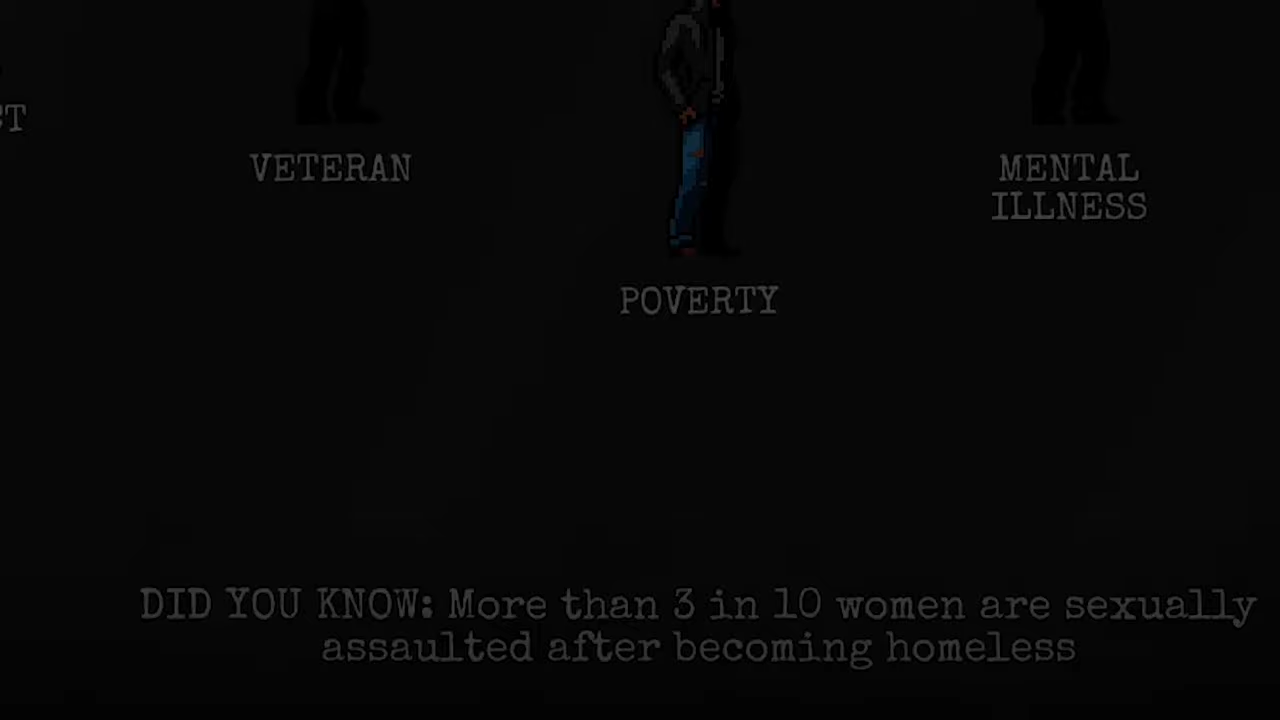 VETERAN
MENTAL
ILLNESS
POVERTY
DID YOU KNOW: More than 3 in 10 women are sexually
assaulted after becoming homeless